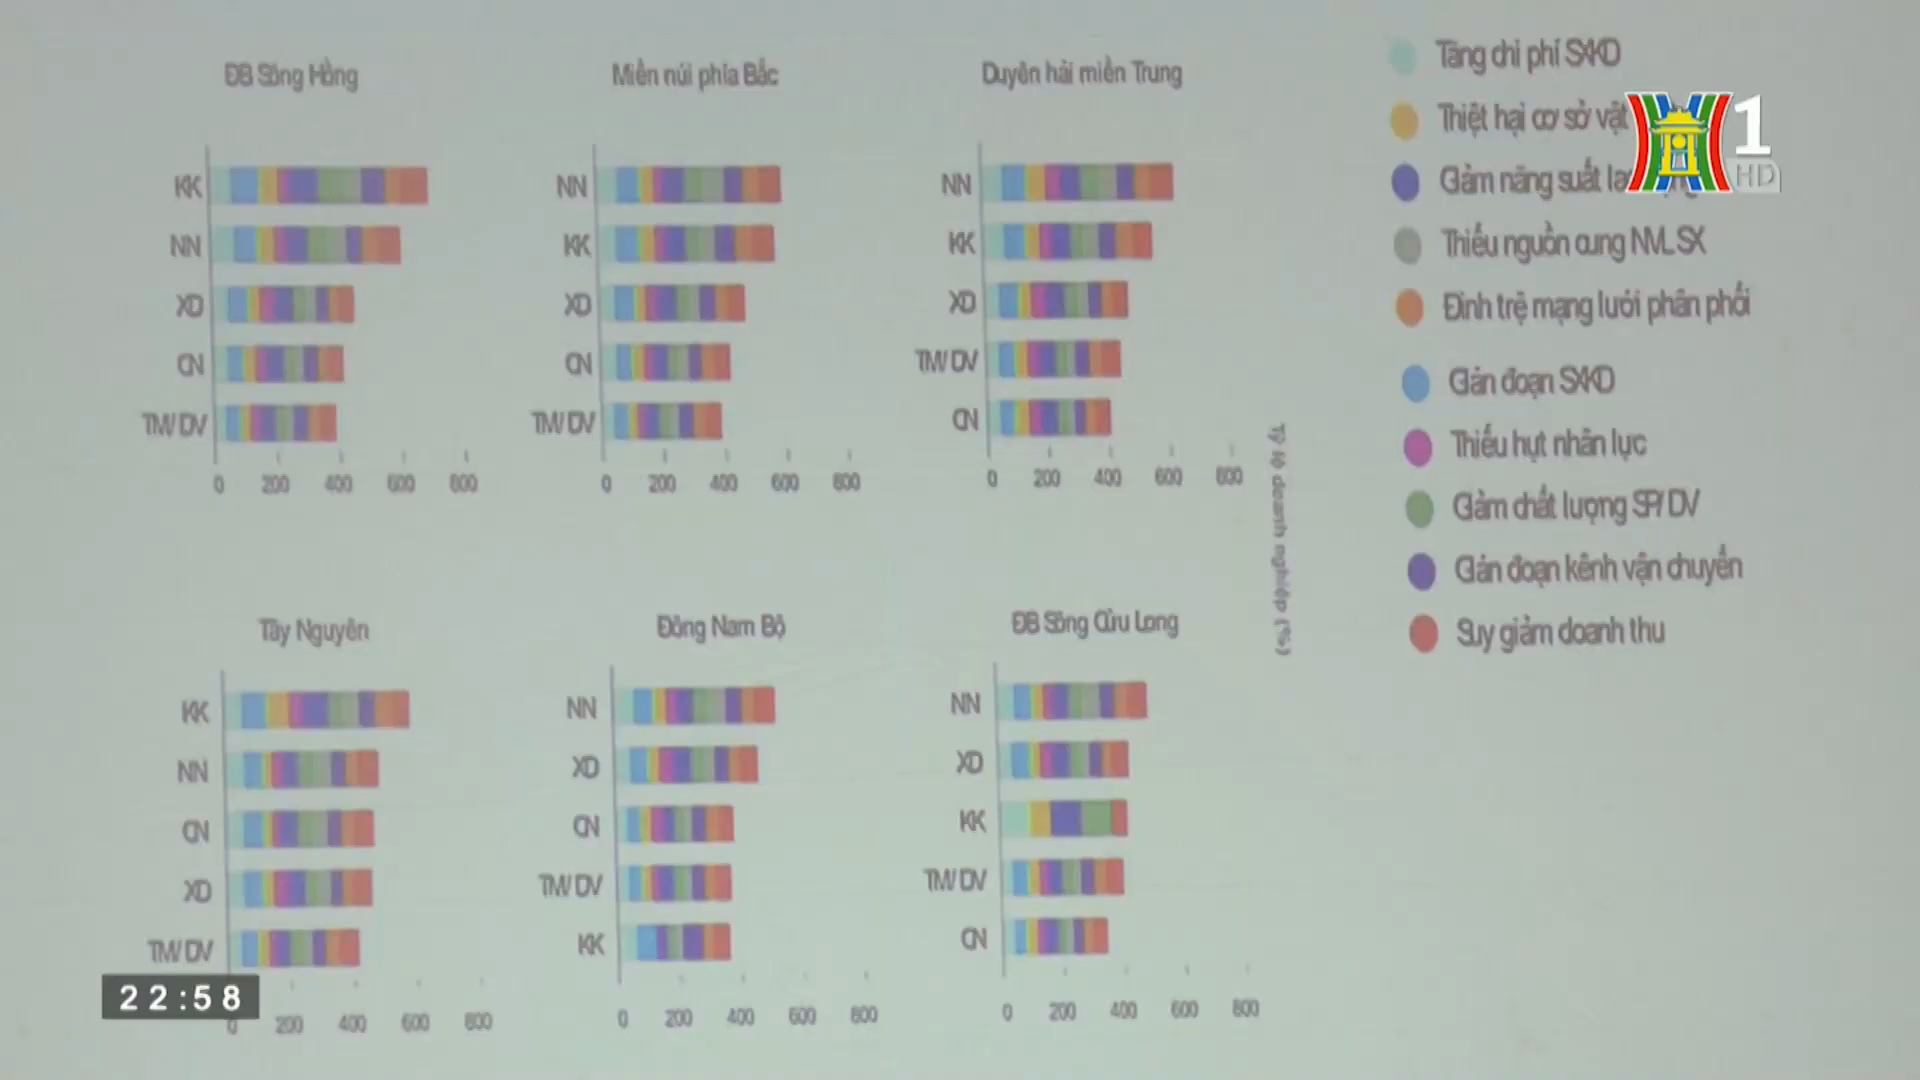 ĐB Sông Hồng
Miền núi phía Bắc
Duyên hải miền Trung
KK
NN
XD
CN
TM/DV
0 200 400 600 800
NN
KK
XD
CN
TM/DV
0 200 400 600 800
NN
KK
XD
TM/DV
CN
0 200 400 600 800
Tây Nguyên
Đông Nam Bộ
ĐB Sông Cửu Long
KK
NN
CN
XD
TM/DV
0 200 400 600 800
NN
XD
CN
TM/DV
KK
0 200 400 600 800
NN
XD
KK
TM/DV
CN
0 200 400 600 800
Tỷ lệ doanh nghiệp (%)
Tăng chi phí SXKD
Thiệt hại cơ sở vật
Giảm năng suất
Thiếu nguồn cung NVL SX
Đình trệ mạng lưới phân phối
Gián đoạn SXKD
Thiếu hụt nhân lực
Giảm chất lượng SP/DV
Gián đoạn kênh vận chuyển
Suy giảm doanh thu
1
HD
22:58